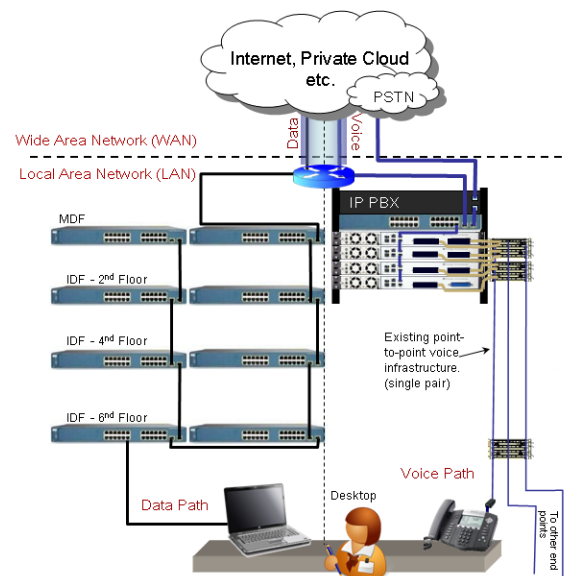 Internet, Private Cloud
etc.
PSTN
Data
Voice
Wide Area Network (WAN)
Local Area Network (LAN)
IP PBX
MDF
IDF - 2nd Floor
IDF - 4nd Floor
IDF - 6nd Floor
Existing point-
to-point voice
infrastructure.
(single pair)
Voice Path
Data Path
Desktop
To other end
points